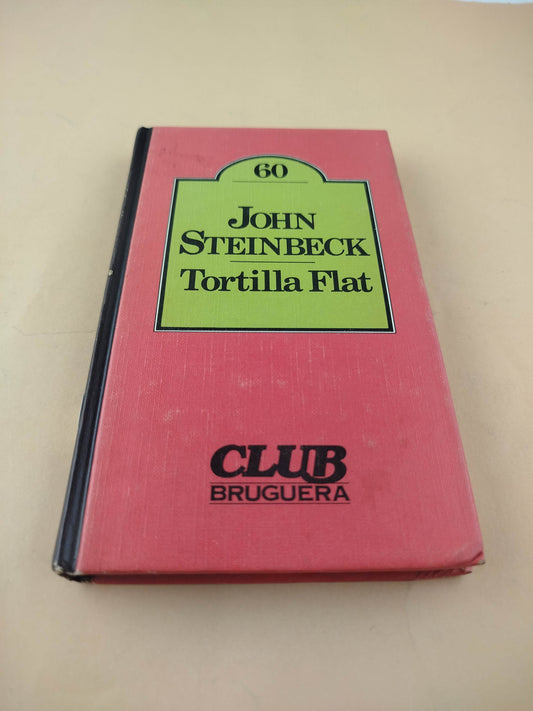 60
JOHN
STEINBECK
Tortilla Flat
CLUB
BRUGUERA